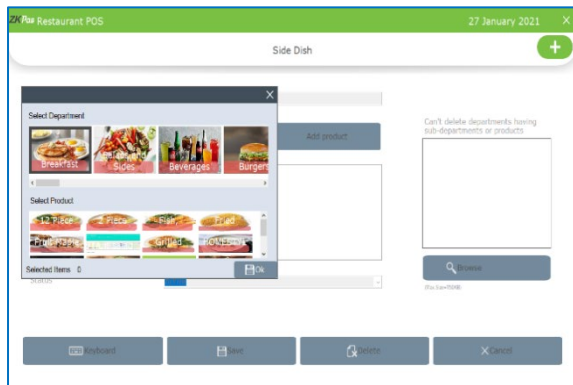 ZKPos Restaurant POS
27 January 2021
X
Side Dish
+
X
Select Department
Breakfast
Sides
Beverages
Burgers
Select Product
12 Piece
2 Piece
Fish
Fried
Grilled
Selected Items 0
Ok
Status
Add product
Can't delete departments having
sub-departments or products
Browse
Keyboard
Save
Delete
Cancel